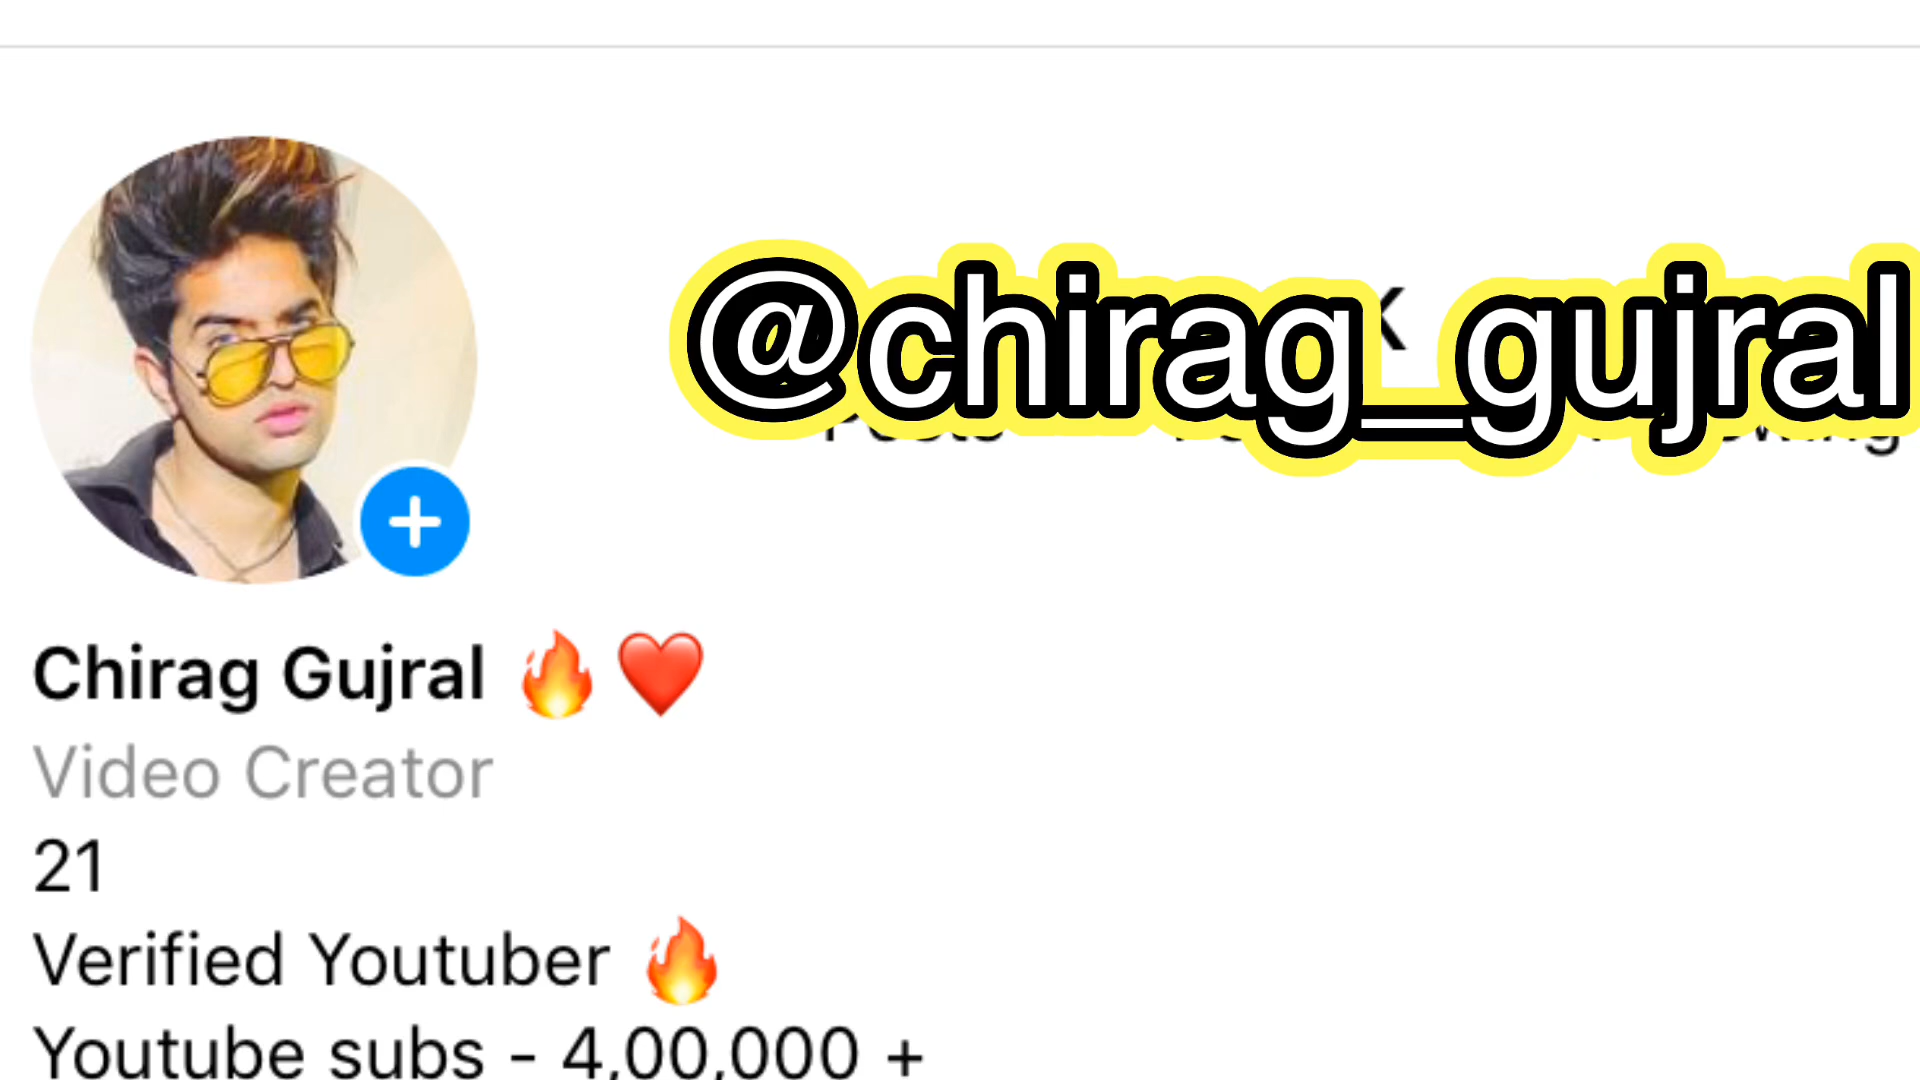 @chirag_gujral
Chirag Gujral 🔥 ❤️
Video Creator
21
Verified Youtuber 🔥
Youtube subs - 4,00,000 +